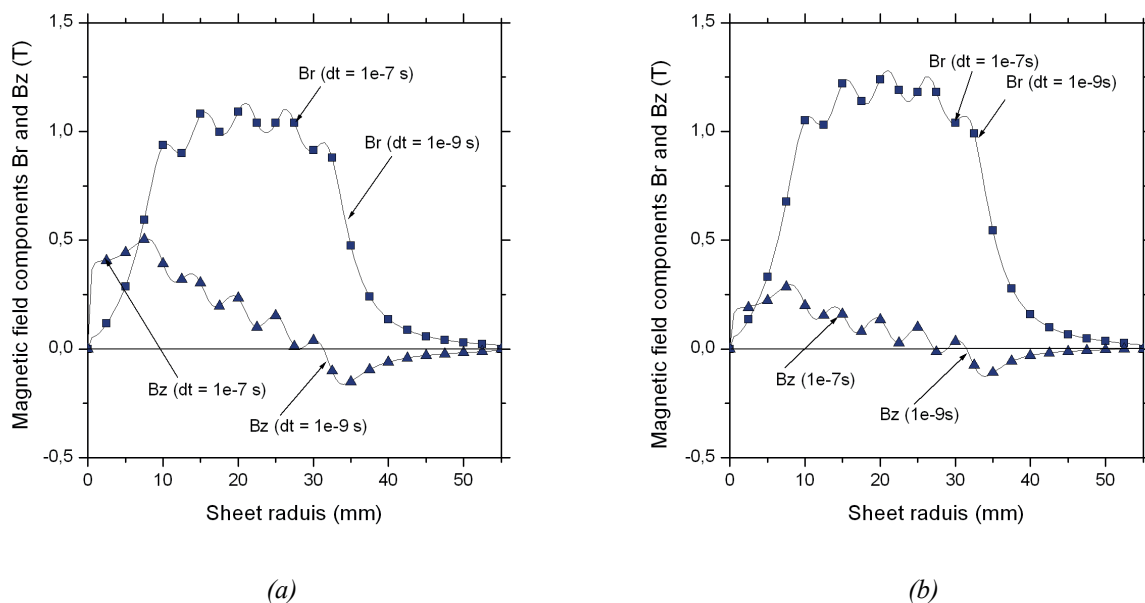 1,5
1,0
0,5
0,0
-0,5
0 10 20 30 40 50
Magnetic field components Br and Bz (T)
Sheet raduis (mm)
Br (dt = 1e-7 s)
Br (dt = 1e-9 s)
Bz (dt = 1e-7 s)
Bz (dt = 1e-9 s)
(a)
1,5
1,0
0,5
0,0
-0,5
0 10 20 30 40 50
Magnetic field components Br and Bz (T)
Sheet raduis (mm)
Br (dt = 1e-7s)
Br (dt = 1e-9s)
Bz (1e-7s)
Bz (1e-9s)
(b)